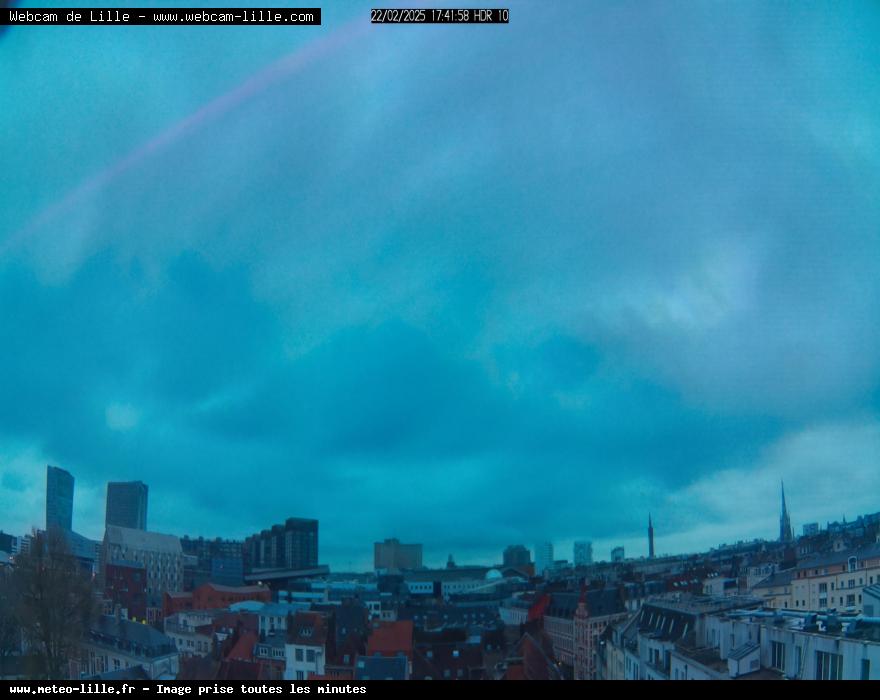 Webcam de Lille - www.webcam-lille.com
22/02/2025 17:41:58 HDR 10
www.meteo-lille.fr - Image prise toutes les minutes